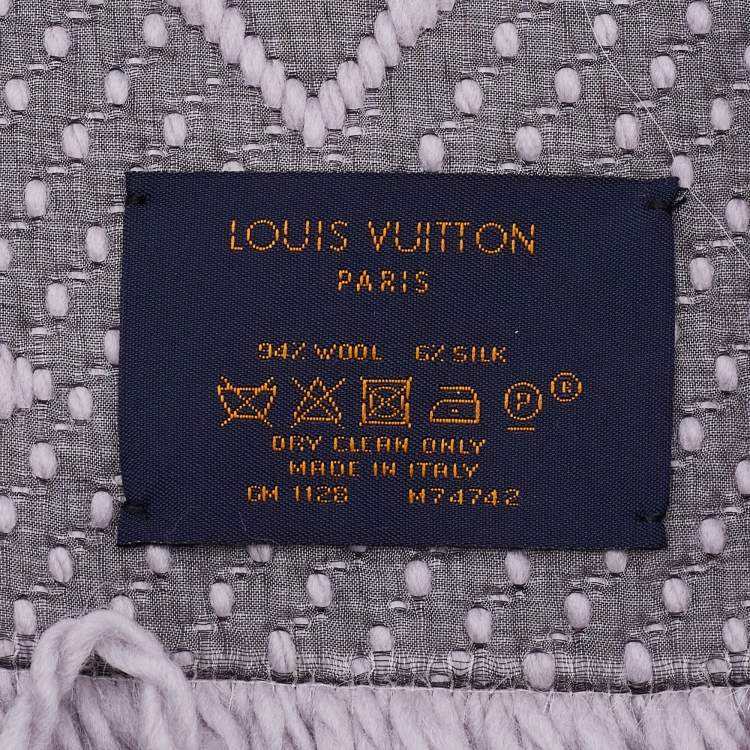 LOUIS VUITTON
PARIS
94% WOOL 6% SILK
P ®
DRY CLEAN ONLY
MADE IN ITALY
GM 1128 M74742